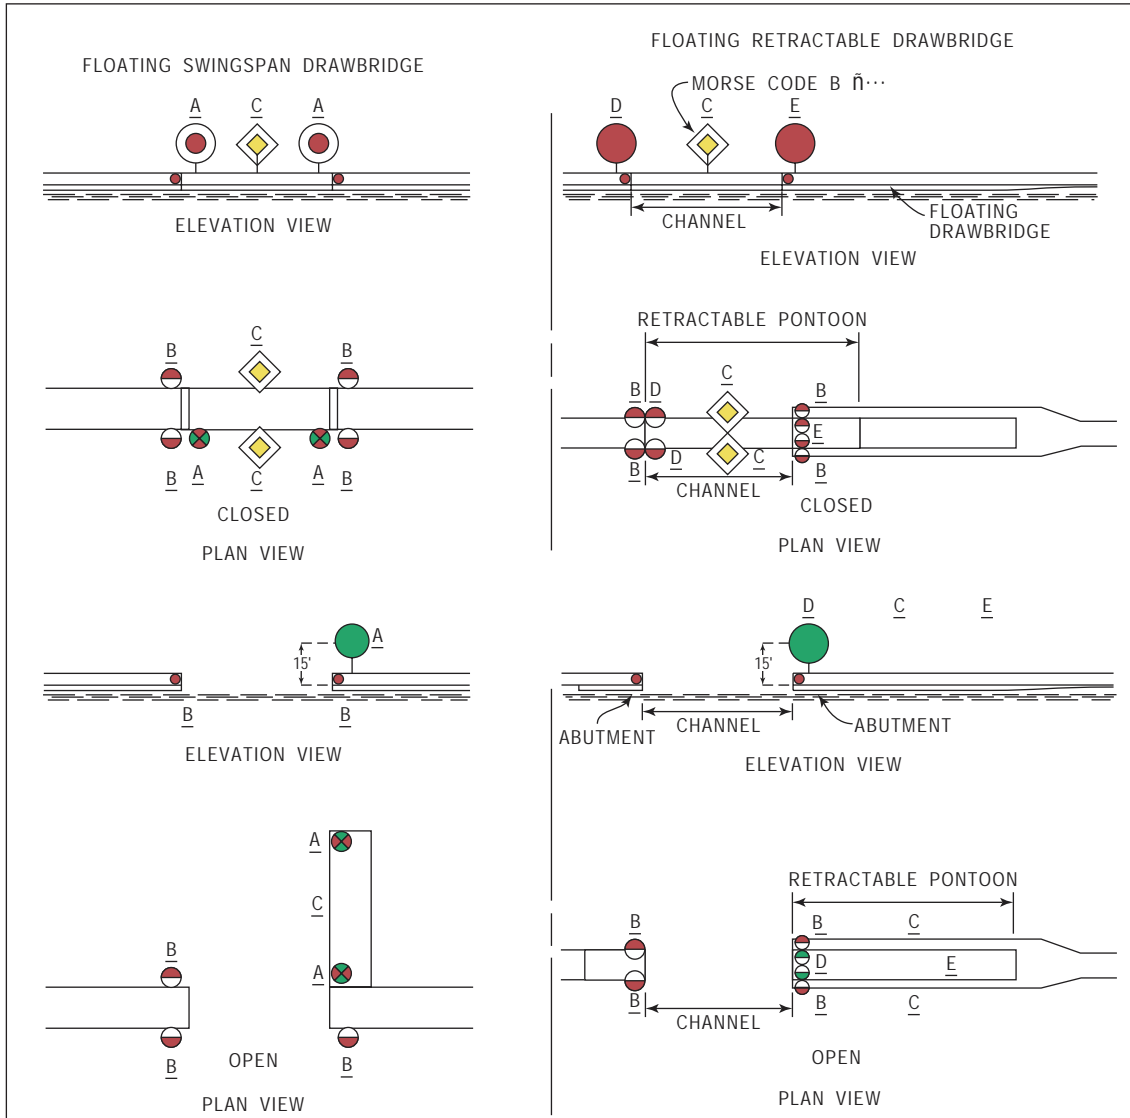 FLOATING SWINGSPAN DRAWBRIDGE
A C A
ELEVATION VIEW
C
B B
B A C A B
CLOSED
PLAN VIEW
A
15'
B B
ELEVATION VIEW
A
C
A
B
B B
OPEN
PLAN VIEW
FLOATING RETRACTABLE DRAWBRIDGE
MORSE CODE B ñ···
D C E
CHANNEL
FLOATING
DRAWBRIDGE
ELEVATION VIEW
RETRACTABLE PONTOON
C
B D B
E
D C
B B
CHANNEL
CLOSED
PLAN VIEW
D C E
15'
ABUTMENT
CHANNEL
ABUTMENT
ELEVATION VIEW
RETRACTABLE PONTOON
B B C
D E
B B C
CHANNEL
OPEN
PLAN VIEW